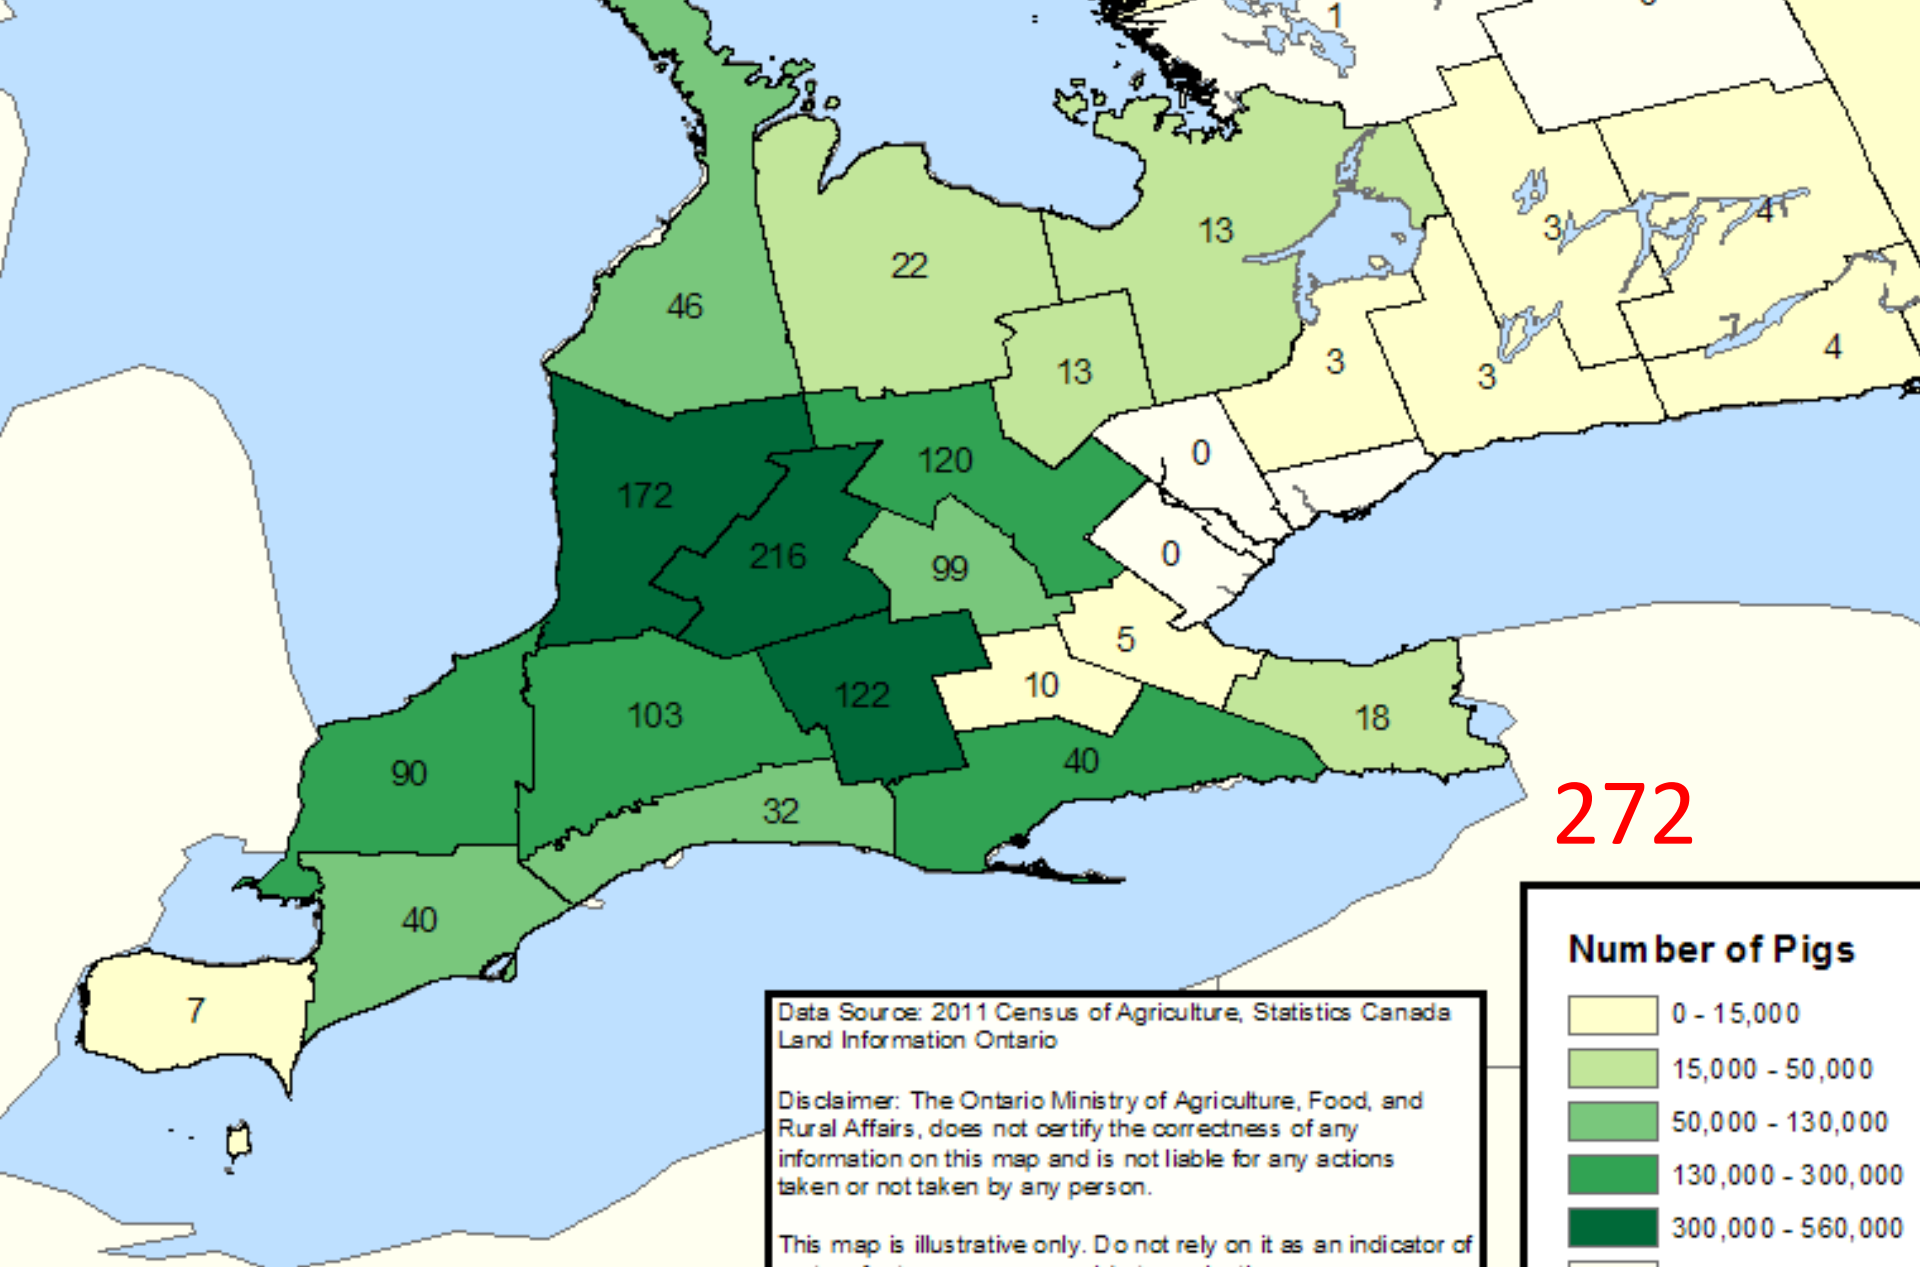 1
13
3
4
22
46
3
4
13
3
0
120
172
216
0
99
5
10
122
103
18
40
90
32
272
40
7
Number of Pigs
0 - 15,000
15,000 - 50,000
50,000 - 130,000
130,000 - 300,000
300,000 - 560,000
Data Source: 2011 Census of Agriculture, Statistics Canada
Land Information Ontario
Disclaimer: The Ontario Ministry of Agriculture, Food, and
Rural Affairs, does not certify the correctness of any
information on this map and is not liable for any actions
taken or not taken by any person.
This map is illustrative only. Do not rely on it as an indicator of